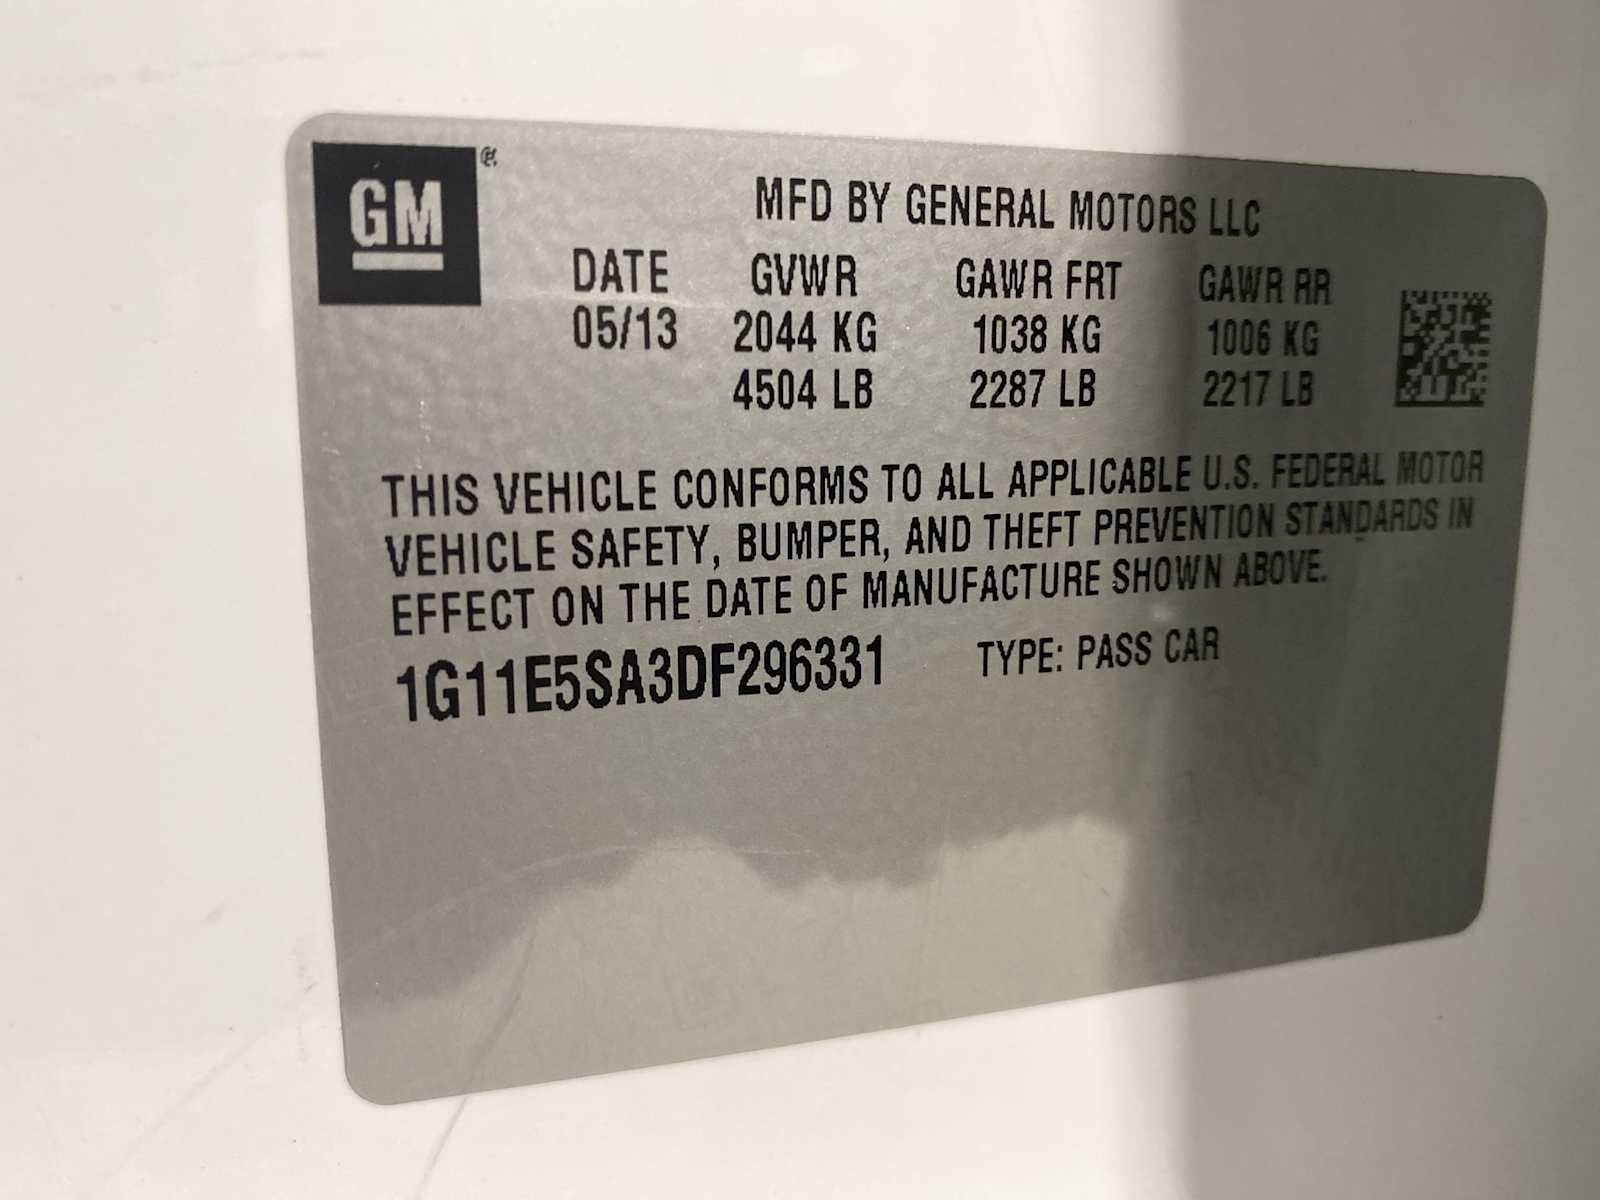 GM
MFD BY GENERAL MOTORS LLC
DATE GVWR GAWR FRT GAWR RR
05/13 2044 KG 1038 KG 1006 KG
4504 LB 2287 LB 2217 LB
THIS VEHICLE CONFORMS TO ALL APPLICABLE U.S. FEDERAL MOTOR
VEHICLE SAFETY, BUMPER, AND THEFT PREVENTION STANDARDS IN
EFFECT ON THE DATE OF MANUFACTURE SHOWN ABOVE.
1G11E5SA3DF296331 TYPE: PASS CAR